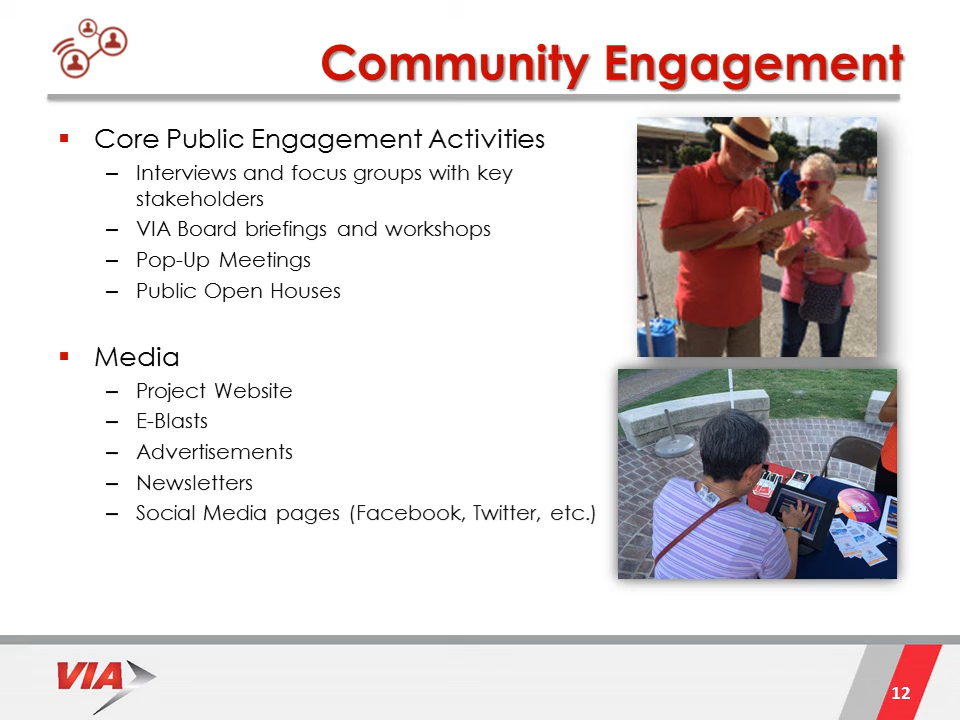 Community Engagement
▪ Core Public Engagement Activities
– Interviews and focus groups with key
stakeholders
– VIA Board briefings and workshops
– Pop-Up Meetings
– Public Open Houses
▪ Media
– Project Website
– E-Blasts
– Advertisements
– Newsletters
– Social Media pages (Facebook, Twitter, etc.)
VIA
12